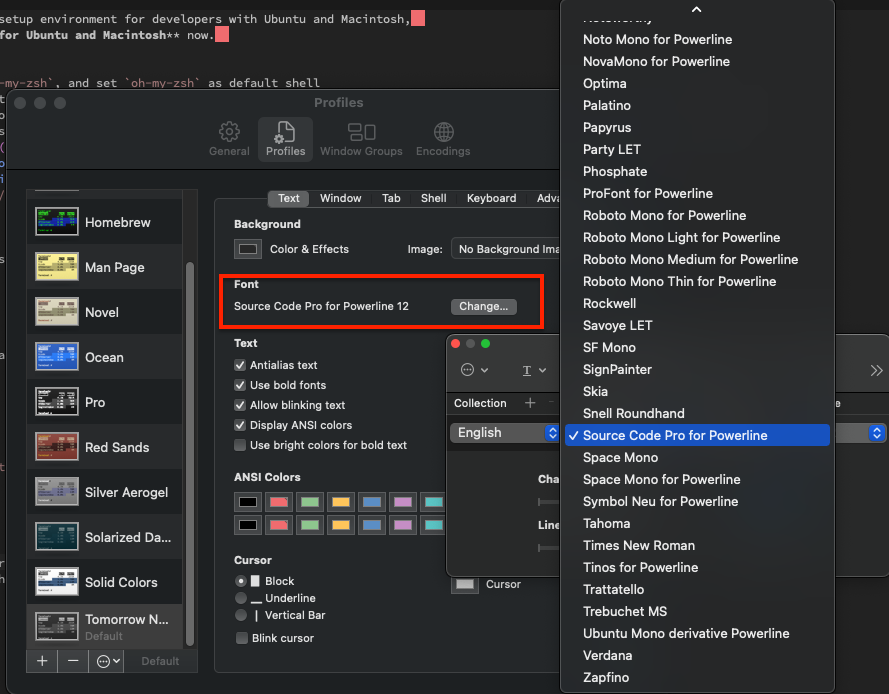 setup environment for developers with Ubuntu and Macintosh,
for Ubuntu and Macintosh** now.
-my-zsh`, and set `oh-my-zsh` as default shell
Profiles
General
Profiles
Window Groups
Encodings
Homebrew
Man Page
Novel
Ocean
Pro
Red Sands
Silver Aerogel
Solarized Da...
Solid Colors
Tomorrow N...
Default
Default
Text
Window
Tab
Shell
Keyboard
Adva
Background
Color & Effects
Image:
No Background Ima
Font
Source Code Pro for Powerline 12
Change...
Text
Antialias text
Use bold fonts
Allow blinking text
Display ANSI colors
Use bright colors for bold text
ANSI Colors
Cursor
Block
Underline
Vertical Bar
Blink cursor
Cursor
Collection
English
Cha
Line
Noteworthy
Noto Mono for Powerline
NovaMono for Powerline
Optima
Palatino
Papyrus
Party LET
Phosphate
ProFont for Powerline
Roboto Mono for Powerline
Roboto Mono Light for Powerline
Roboto Mono Medium for Powerline
Roboto Mono Thin for Powerline
Rockwell
Savoye LET
SF Mono
SignPainter
Skia
Snell Roundhand
Source Code Pro for Powerline
Space Mono
Space Mono for Powerline
Symbol Neu for Powerline
Tahoma
Times New Roman
Tinos for Powerline
Trattatello
Trebuchet MS
Ubuntu Mono derivative Powerline
Verdana
Zapfino